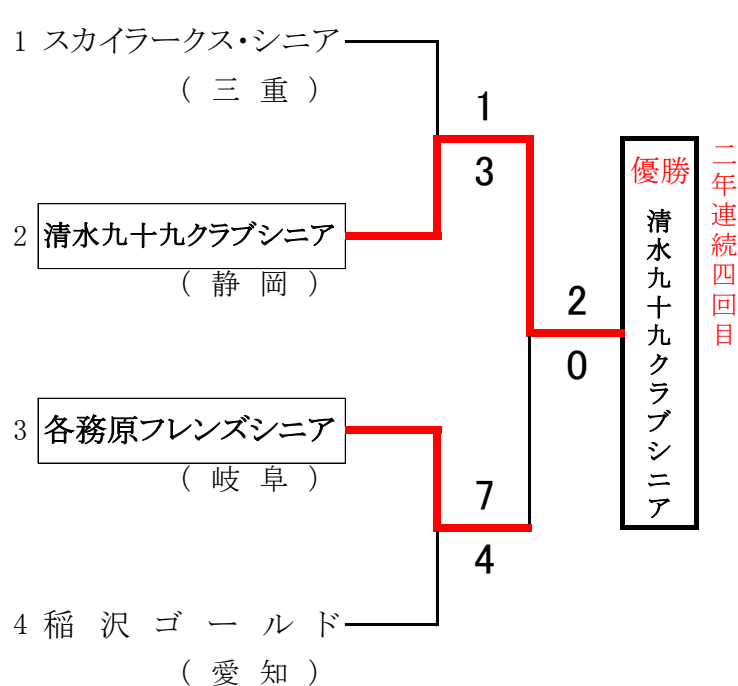 1 スカイラークス・シニア
( 三 重 )
2 清水九十九クラブシニア
( 静 岡 )
3 各務原フレンズシニア
( 岐 阜 )
4 稲 沢 ゴ ー ル ド
( 愛 知 )
1
3
7
4
2
0
優勝
清水九十九クラブシニア
二年連続四回目